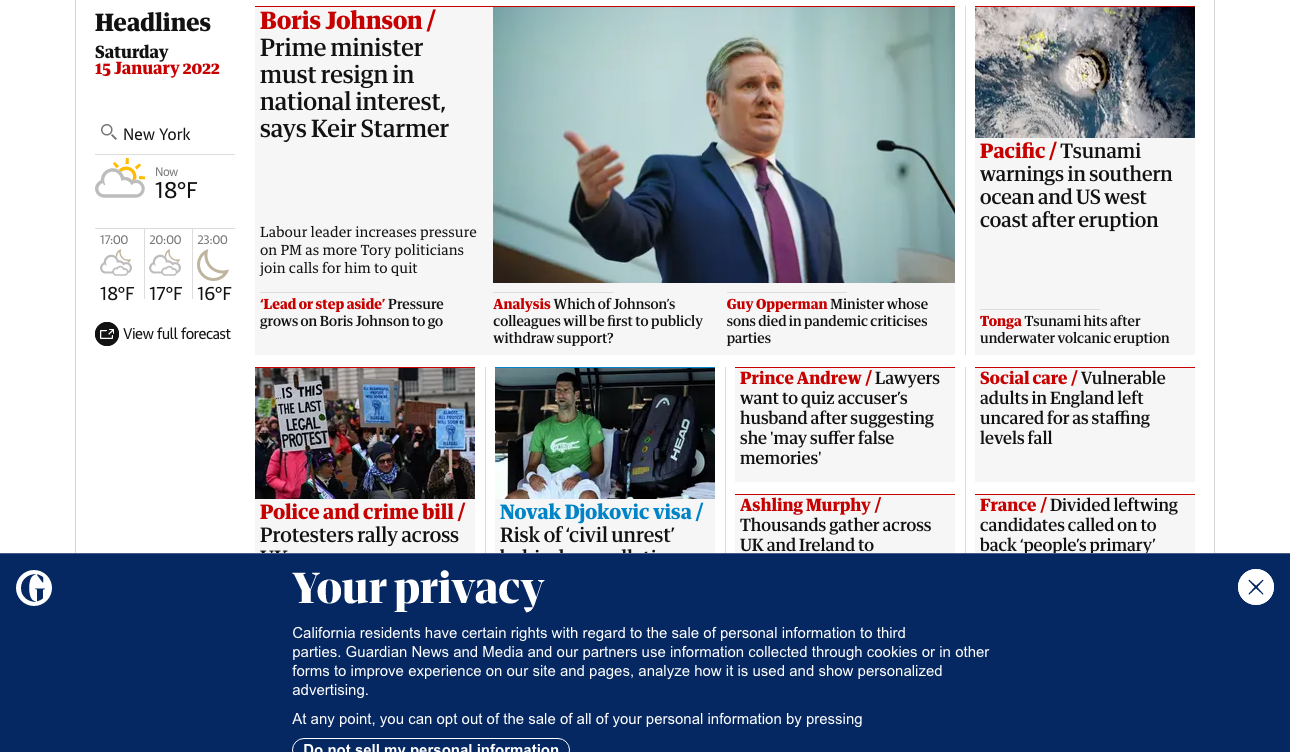 Headlines
Saturday
15 January 2022
New York
Now
18°F
17:00
20:00
23:00
18°F
17°F
16°F
View full forecast
Boris Johnson /
Prime minister
must resign in
national interest,
says Keir Starmer
Labour leader increases pressure
on PM as more Tory politicians
join calls for him to quit
‘Lead or step aside’ Pressure
grows on Boris Johnson to go
Analysis Which of Johnson’s
colleagues will be first to publicly
withdraw support?
Guy Opperman Minister whose
sons died in pandemic criticises
parties
Pacific / Tsunami
warnings in southern
ocean and US west
coast after eruption
Tonga Tsunami hits after
underwater volcanic eruption
...IS THIS
THE LAST
LEGAL
PROTEST
Police and crime bill /
Protesters rally across
HEAD
Novak Djokovic visa /
Risk of ‘civil unrest’
Prince Andrew / Lawyers
want to quiz accuser’s
husband after suggesting
she 'may suffer false
memories'
Ashling Murphy /
Thousands gather across
UK and Ireland to
Social care / Vulnerable
adults in England left
uncared for as staffing
levels fall
France / Divided leftwing
candidates called on to
back ‘people’s primary’
G
Your privacy
California residents have certain rights with regard to the sale of personal information to third
parties. Guardian News and Media and our partners use information collected through cookies or in other
forms to improve experience on our site and pages, analyze how it is used and show personalized
advertising.
At any point, you can opt out of the sale of all of your personal information by pressing
Do not sell my personal information